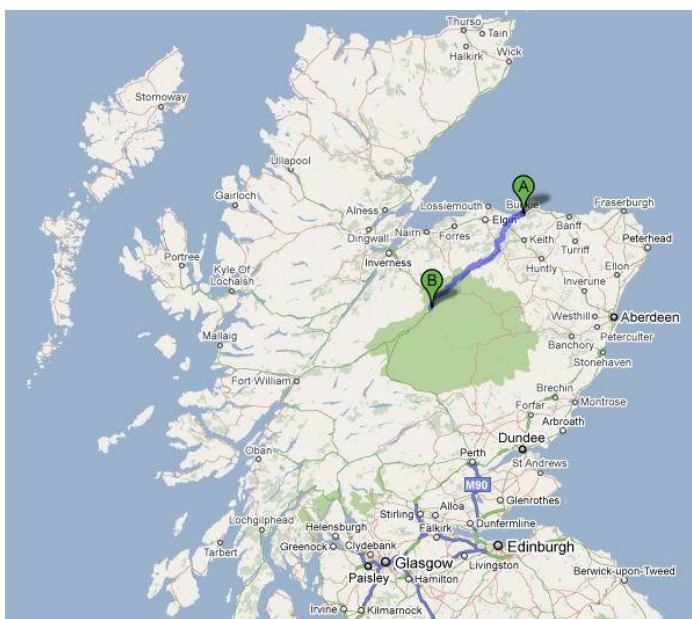 Thurso
Tain
Halkirk
Wick
Stornoway
Ullapool
A
Gairloch
Lossiemouth
Buckie
Fraserburgh
Alness
Elgin
Banff
Nairn
Forres
Dingwall
Keith
Turriff
Peterhead
Inverness
Portree
Huntly
Kyle Of
Lochalsh
B
Ellon
Inverurie
Westhill
Aberdeen
Mallaig
Peterculter
Banchory
Stonehaven
Fort William
Brechin
Montrose
Forfar
Arbroath
Dundee
Oban
Perth
St Andrews
M90
Glenrothes
Alloa
Stirling
Lochgilphead
Helensburgh
Falkirk
Dunfermline
Tarbert
Greenock
Clydebank
Edinburgh
Glasgow
Livingston
Paisley
Hamilton
Berwick-upon-Tweed
Irvine
Kilmarnock